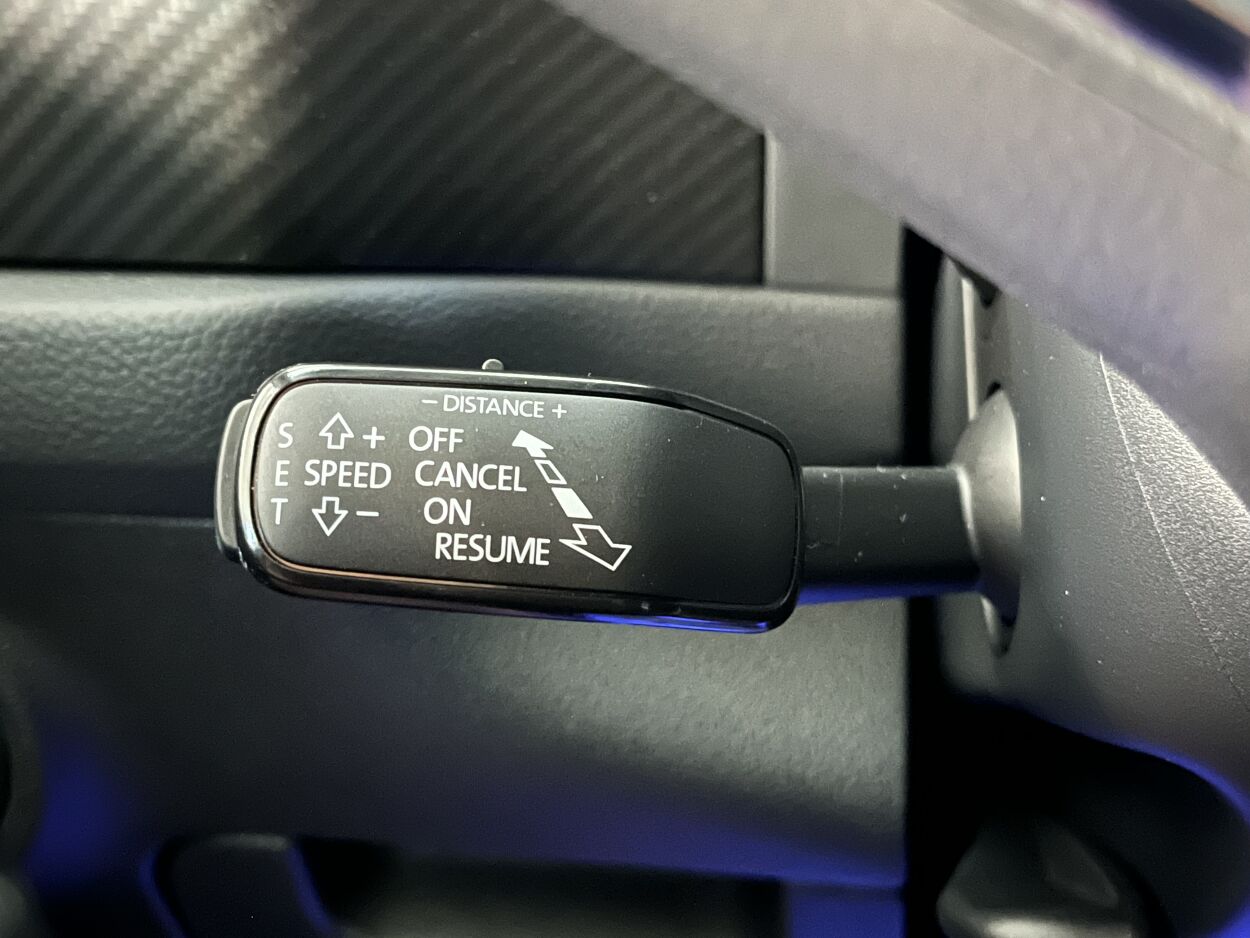 − DISTANCE +
S + OFF
E SPEED CANCEL
T − ON
RESUME